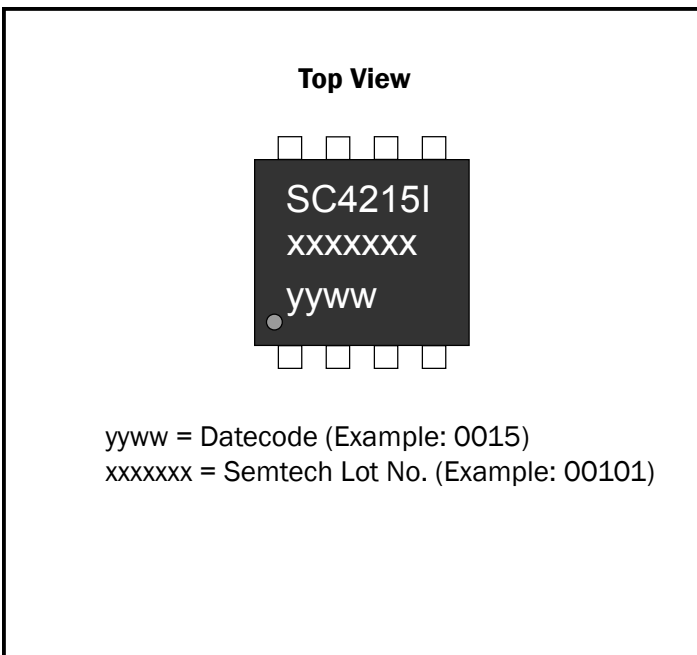 Top View
SC4215I
xxxxxxx
yyww
yyww = Datecode (Example: 0015)
xxxxxxx = Semtech Lot No. (Example: 00101)